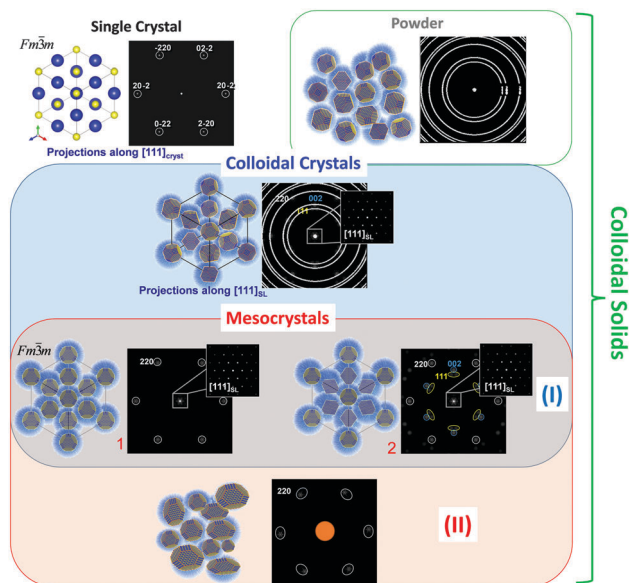 Single Crystal
Fm3̅m
-220
02-2
20-2
20-2
0-22
2-20
Projections along [111]cryst
Powder
Colloidal Crystals
220
002
111
[111]SL
Projections along [111]SL
Mesocrystals
Fm3̅m
220
[111]SL
1
220
002
111
[111]SL
2
(I)
220
(II)
Colloidal Solids